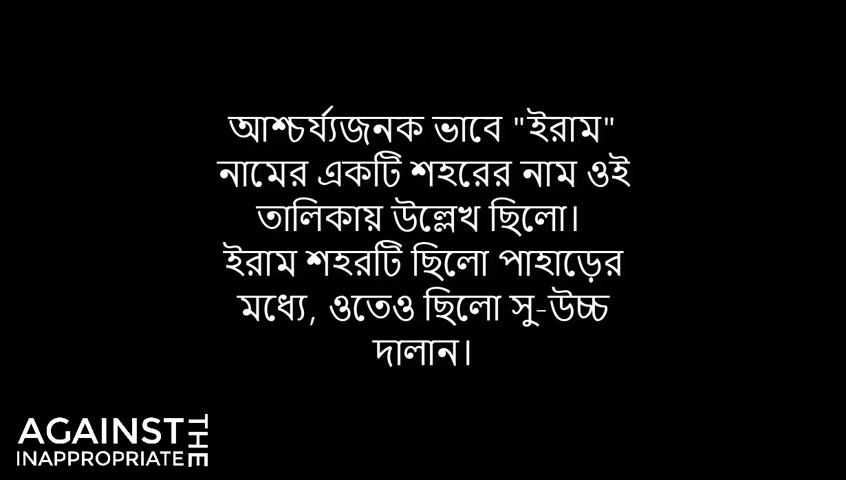 আশ্চর্য্যজনক ভাবে "ইরাম"
নামের একটি শহরের নাম ওই
তালিকায় উল্লেখ ছিলো।
ইরাম শহরটি ছিলো পাহাড়ের
মধ্যে, ওতেও ছিলো সু-উচ্চ
দালান।
AGAINST THE
INAPPROPRIATE